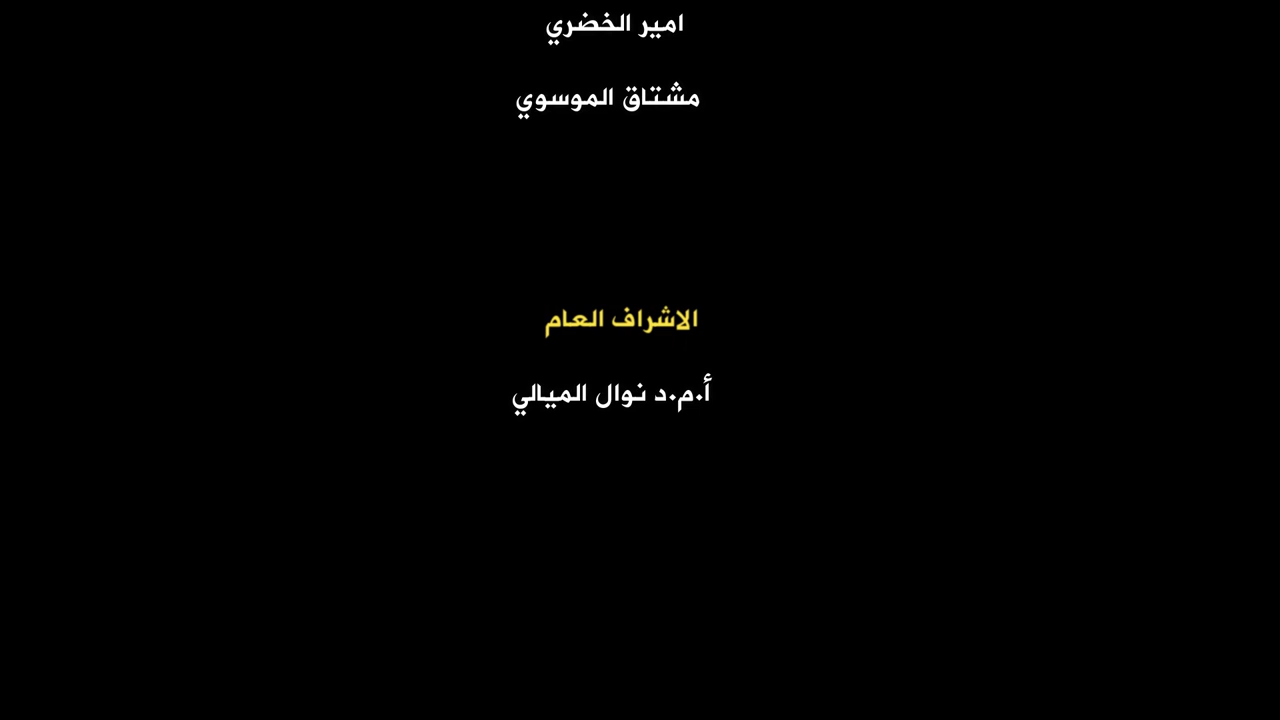 امير الخضري
مشتاق الموسوي
الاشراف العام
أ.م.د نوال الميالي